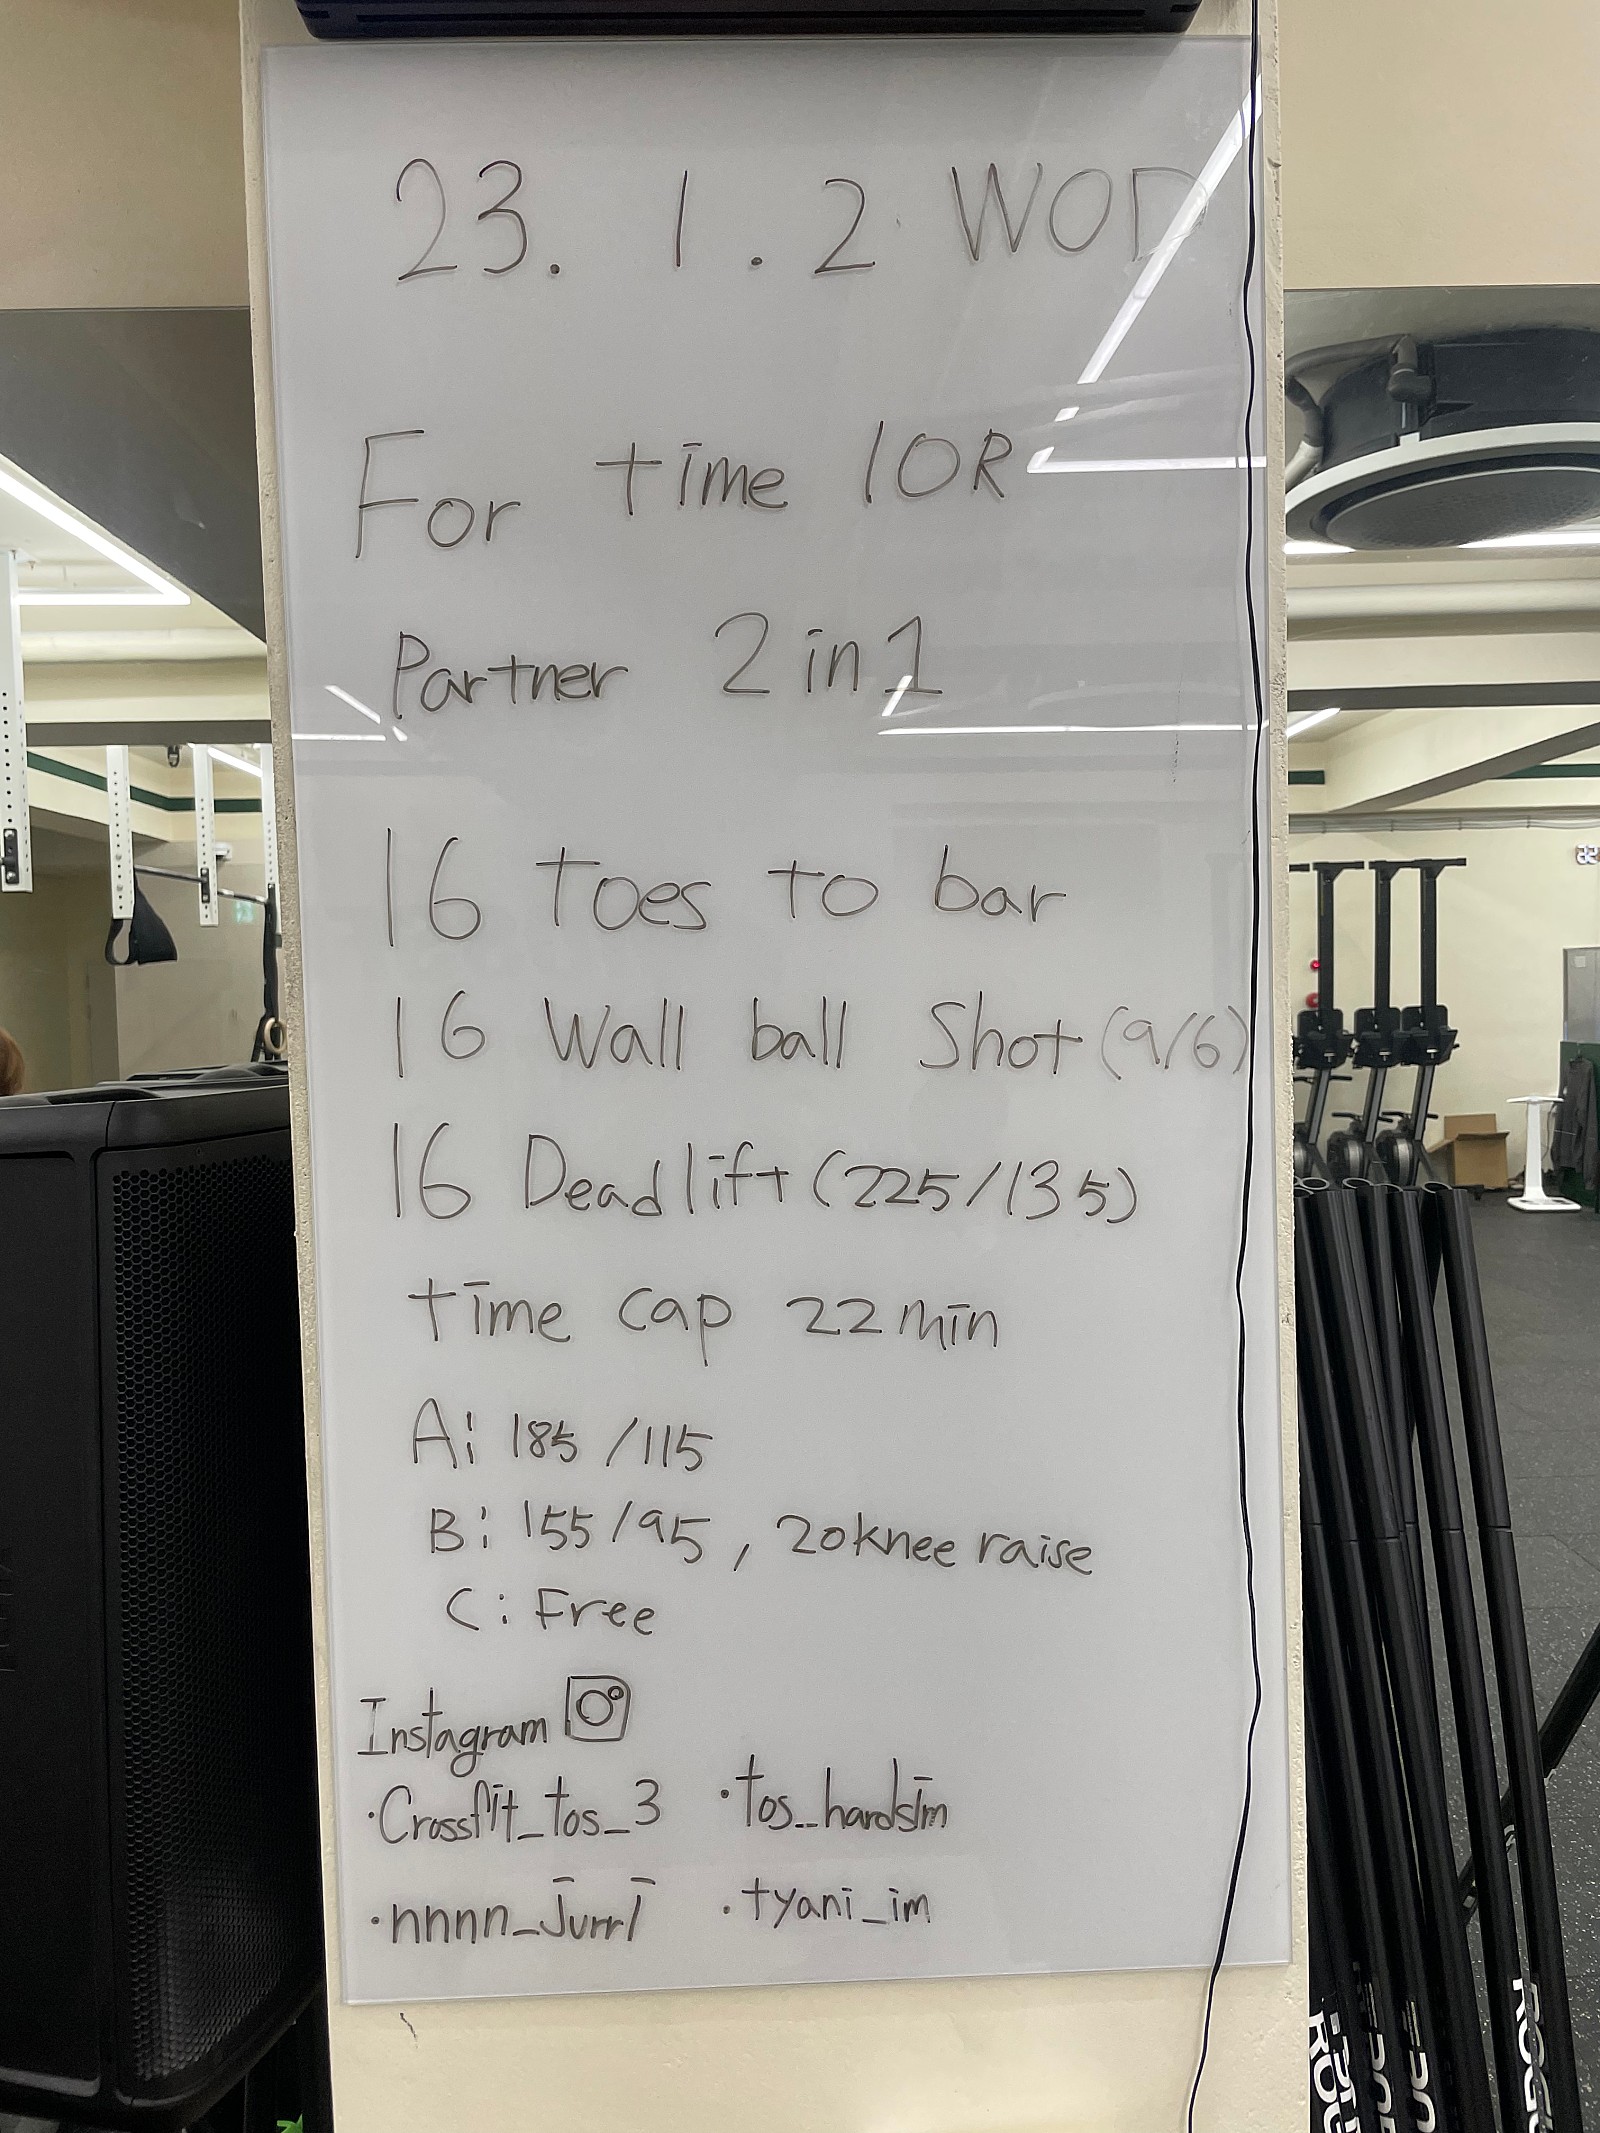 23. 1. 2 WOD
For time 10R
Partner 2 in 1
16 Toes to bar
16 Wall ball Shot (9/6)
16 Deadlift (225/135)
time cap 22min
A: 185/115
B: 155/95, 20knee raise
C: Free
Instagram
·Crossfit_tos_3 ·tos_hardsim
·nnnn_jurri ·tyani_im
ROGUE